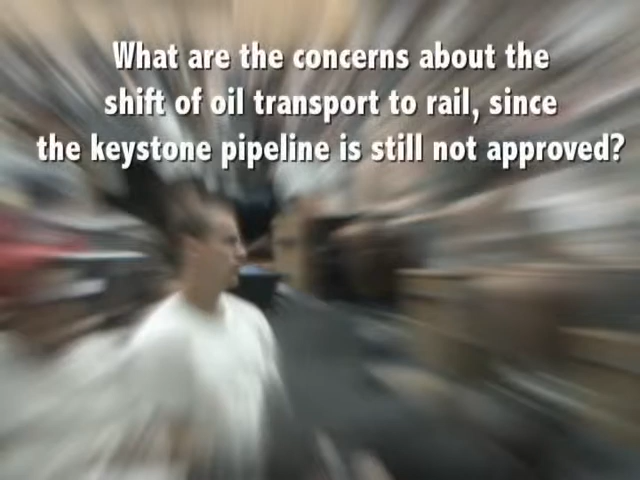 What are the concerns about the
shift of oil transport to rail, since
the keystone pipeline is still not approved?